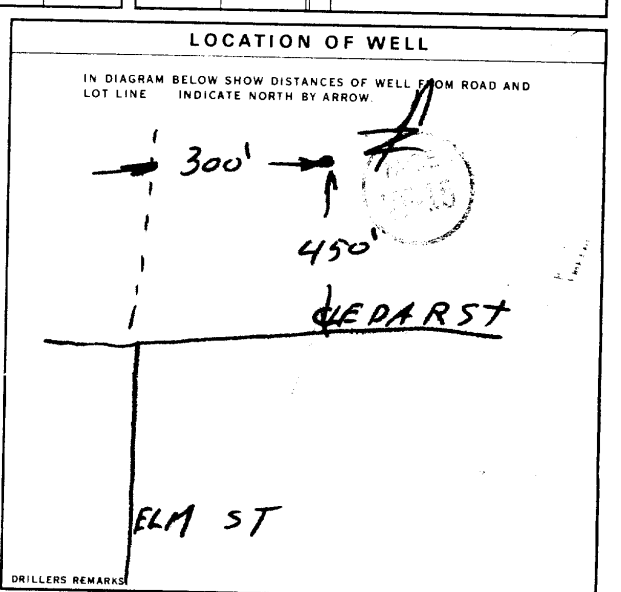 LOCATION OF WELL
IN DIAGRAM BELOW SHOW DISTANCES OF WELL FROM ROAD AND
LOT LINE INDICATE NORTH BY ARROW.
N
300'
450'
CEDAR ST
ELM ST
DRILLERS REMARKS